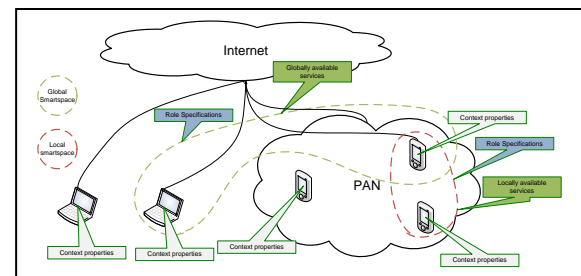 Internet
Globally available
services
Global
Smartspace
Role Specifications
Context properties
Local
smartspace
Role Specifications
PAN
Locally available
services
Context properties
Context properties
Context properties
Context properties